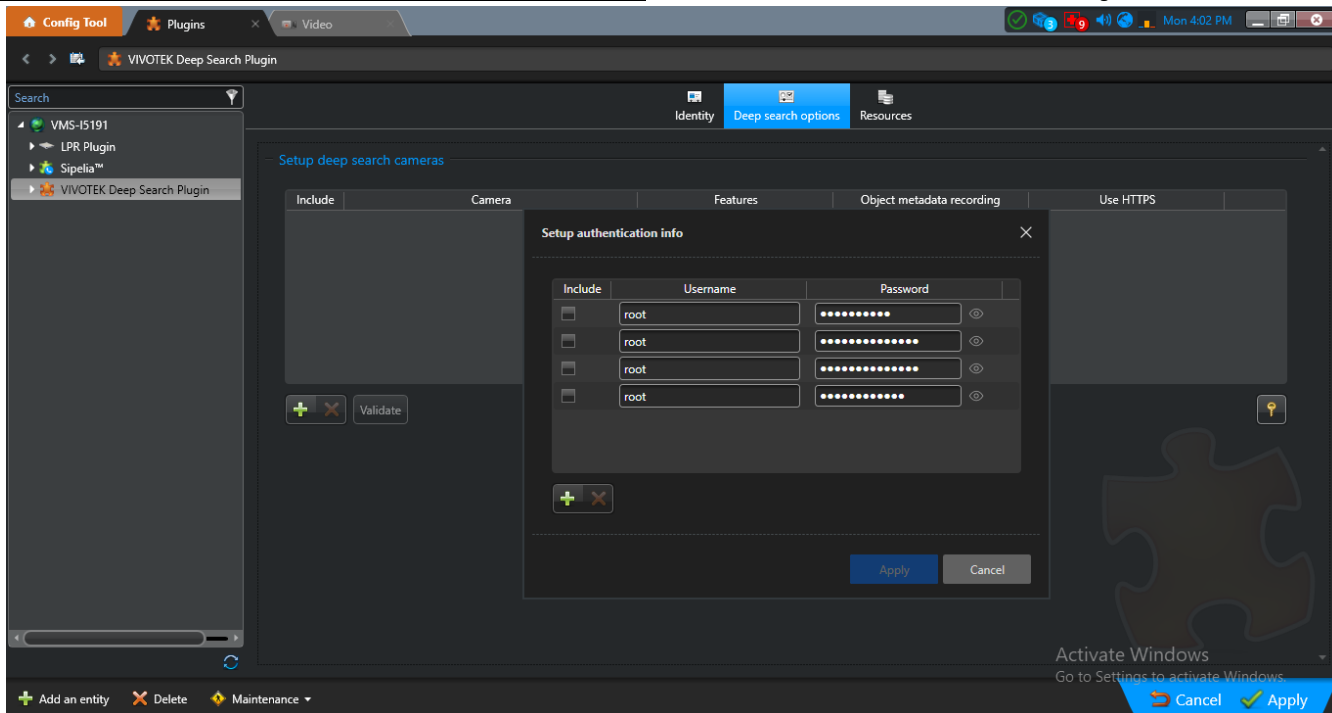 Config Tool
Plugins
Video
3
9
Mon 4:02 PM
VIVOTEK Deep Search Plugin
Search
VMS-I5191
LPR Plugin
Sipelia™
VIVOTEK Deep Search Plugin
Identity
Deep search options
Resources
Setup deep search cameras
Include Camera Features Object metadata recording Use HTTPS
Setup authentication info
Include Username Password
root ••••••••••
root ••••••••••••••
root ••••••••••••••
root ••••••••••••
Validate
Apply Cancel
Activate Windows
Go to Settings to activate Windows.
Add an entity Delete Maintenance
Cancel Apply